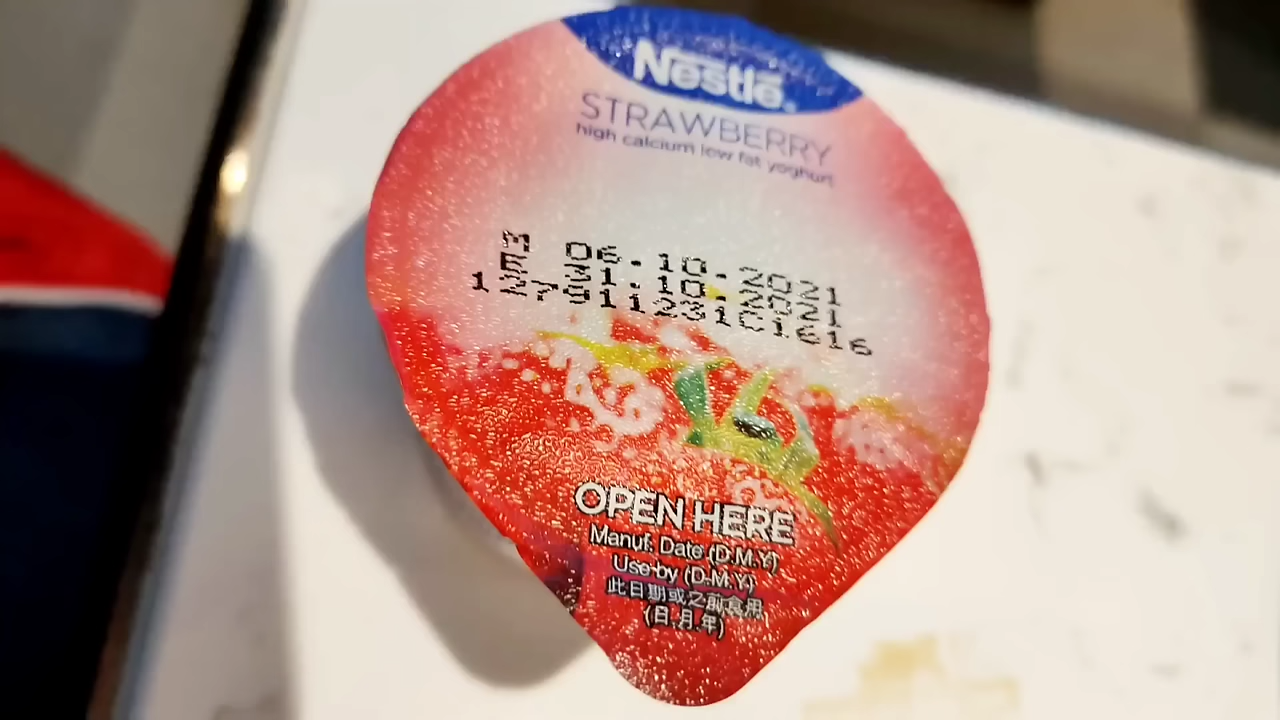 Nestlé
STRAWBERRY
high calcium low fat yoghurt
06.10.2021
31.10.2021
OPEN HERE
Manuf. Date (D.M.Y)
Use by (D.M.Y)
此日期或之前食用
(日.月.年)